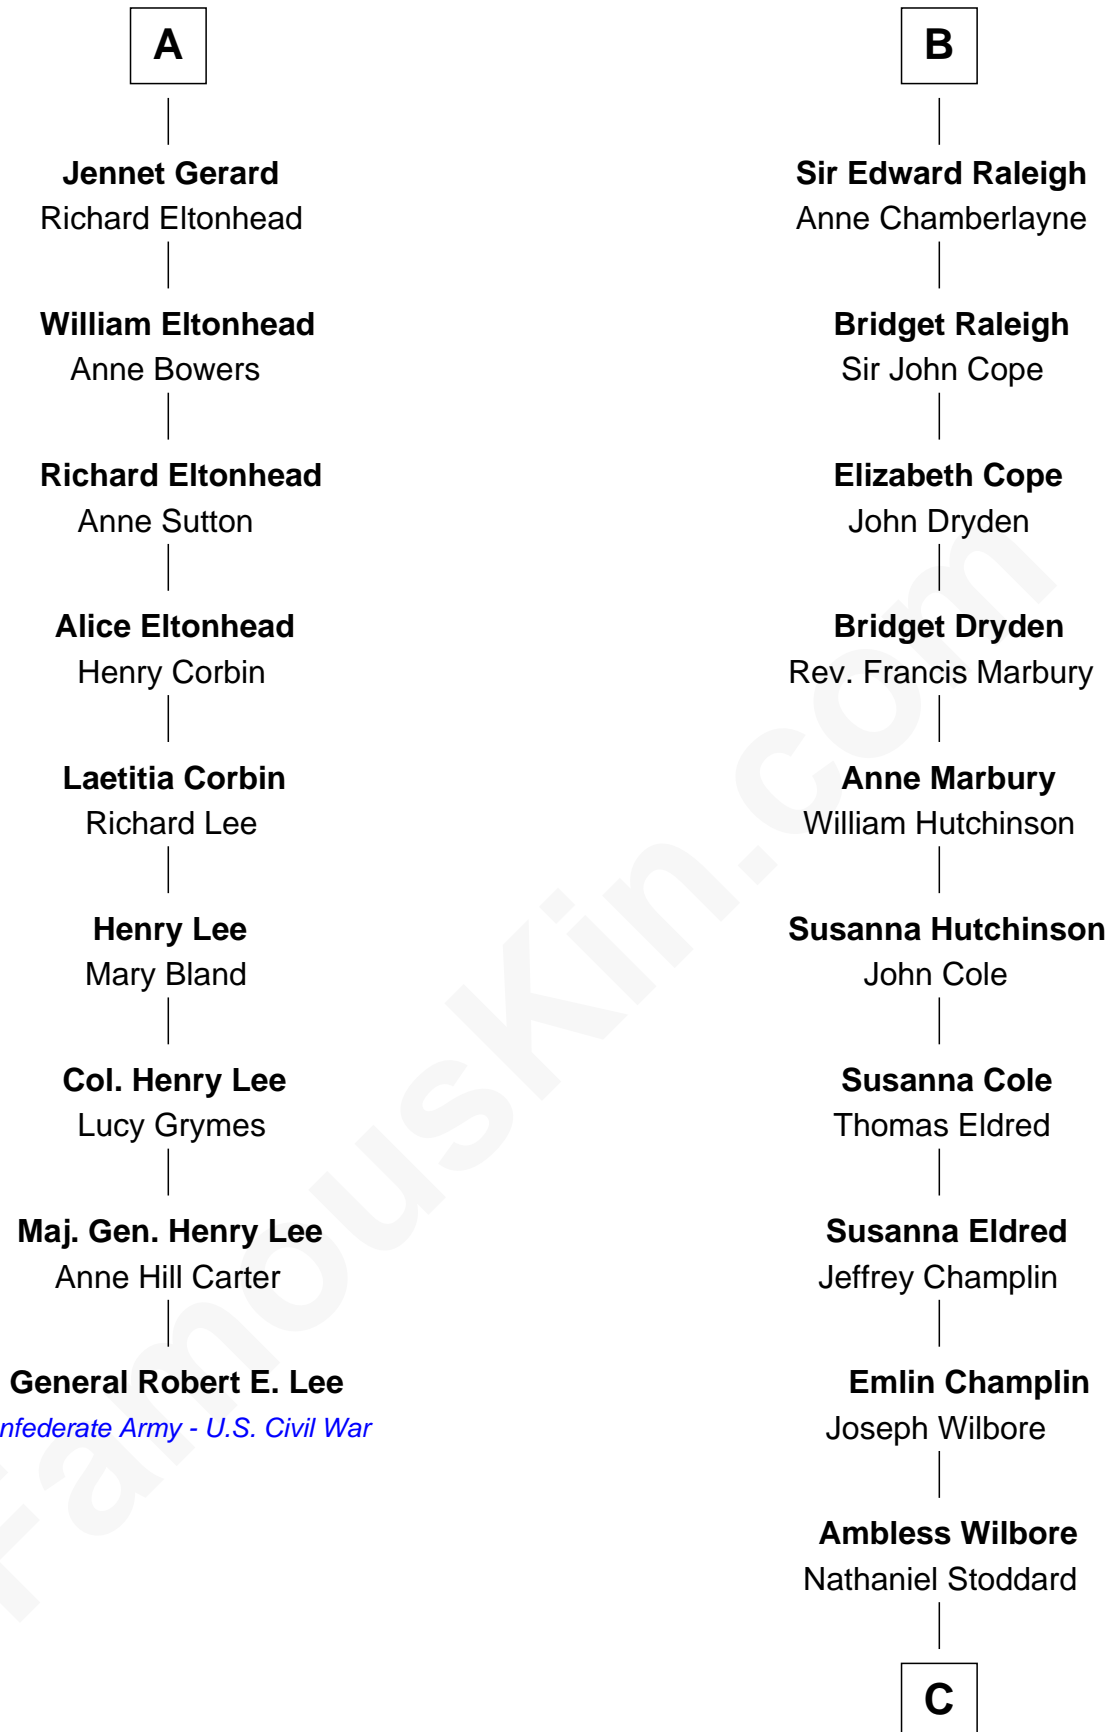 A
Jennet Gerard
Richard Eltonhead
William Eltonhead
Anne Bowers
Richard Eltonhead
Anne Sutton
Alice Eltonhead
Henry Corbin
Laetitia Corbin
Richard Lee
Henry Lee
Mary Bland
Col. Henry Lee
Lucy Grymes
Maj. Gen. Henry Lee
Anne Hill Carter
General Robert E. Lee
nfederate Army - U.S. Civil War
B
Sir Edward Raleigh
Anne Chamberlayne
Bridget Raleigh
Sir John Cope
Elizabeth Cope
John Dryden
Bridget Dryden
Rev. Francis Marbury
Anne Marbury
William Hutchinson
Susanna Hutchinson
John Cole
Susanna Cole
Thomas Eldred
Susanna Eldred
Jeffrey Champlin
Emlin Champlin
Joseph Wilbore
Ambless Wilbore
Nathaniel Stoddard
C
FamousKin.com